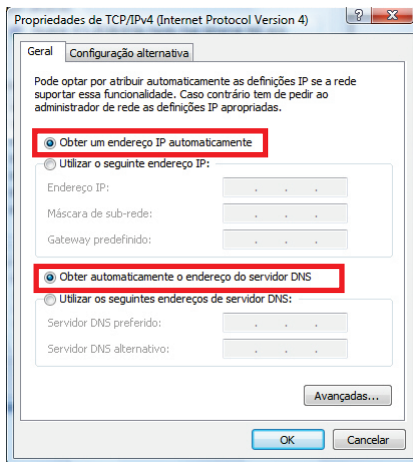 Propriedades de TCP/IPv4 (Internet Protocol Version 4)
Geral
Configuração alternativa
Pode optar por atribuir automaticamente as definições IP se a rede
suportar essa funcionalidade. Caso contrário tem de pedir ao
administrador de rede as definições IP apropriadas.
Obter um endereço IP automaticamente
Utilizar o seguinte endereço IP:
Endereço IP:
Máscara de sub-rede:
Gateway predefinido:
Obter automaticamente o endereço do servidor DNS
Utilizar os seguintes endereços de servidor DNS:
Servidor DNS preferido:
Servidor DNS alternativo:
Avançadas...
OK
Cancelar